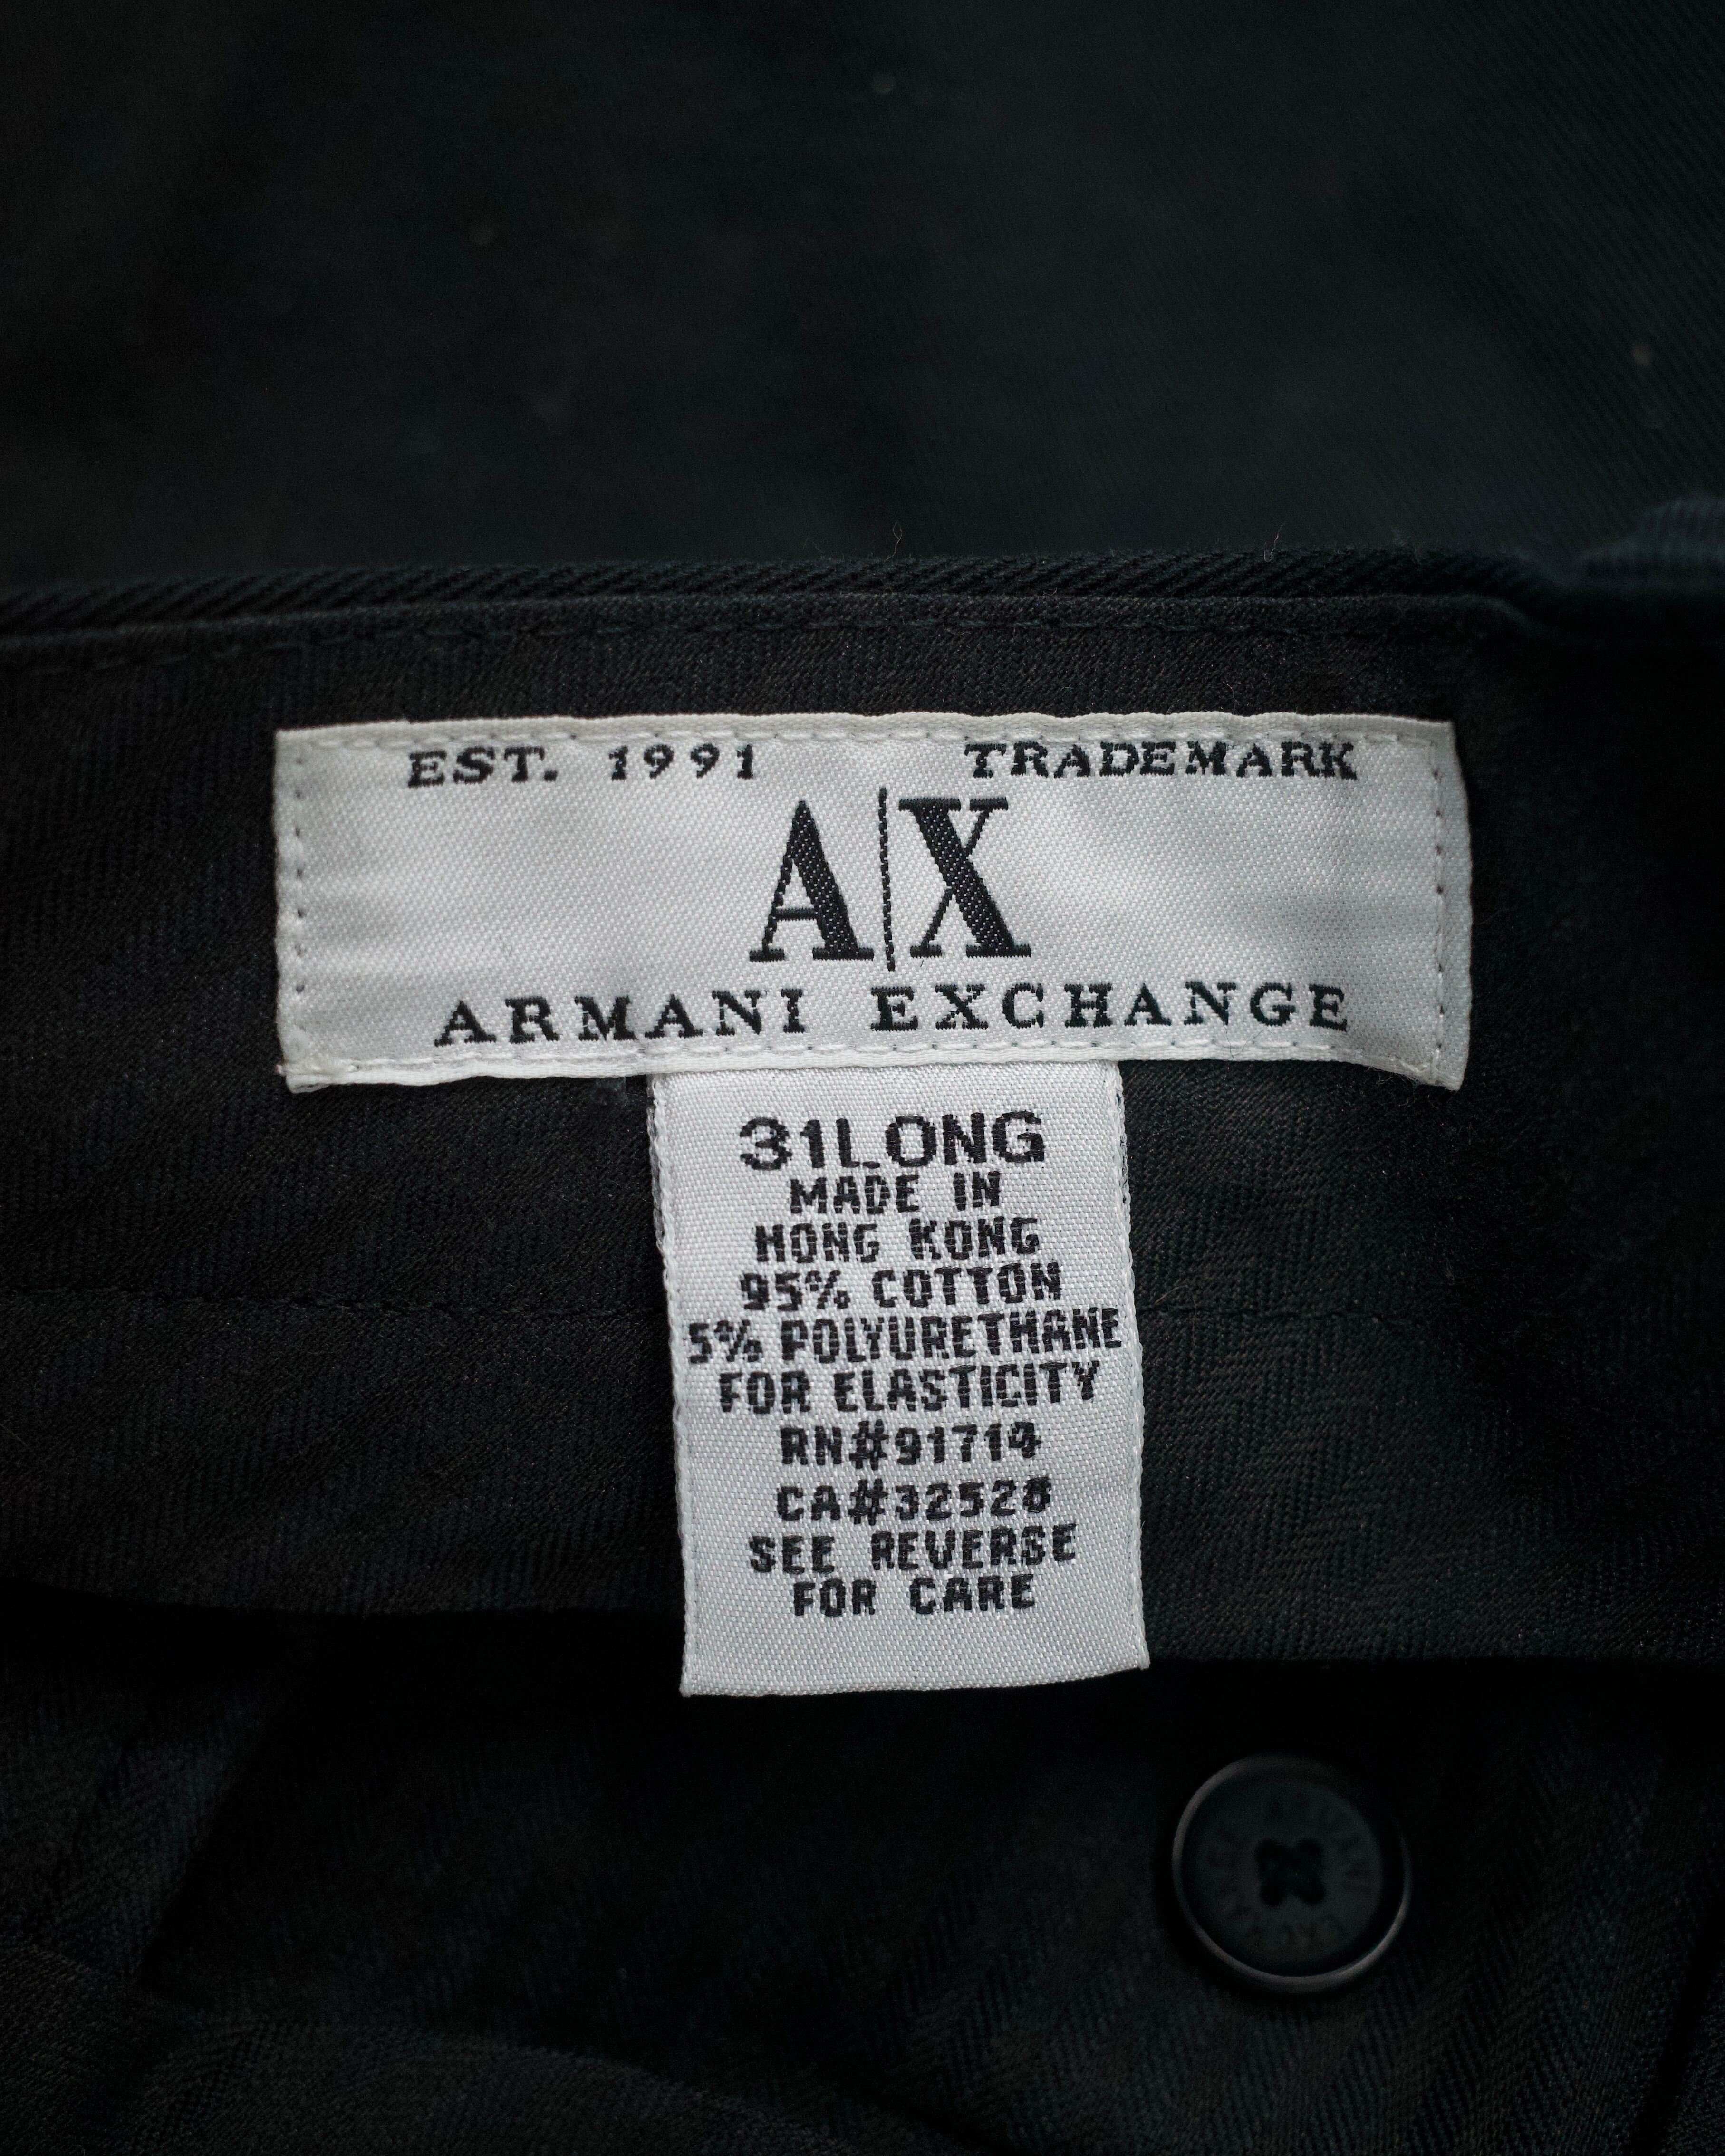 EST. 1991 TRADEMARK
A|X
ARMANI EXCHANGE
31LONG
MADE IN
HONG KONG
95% COTTON
5% POLYURETHANE
FOR ELASTICITY
RN#91714
CA#32528
SEE REVERSE
FOR CARE